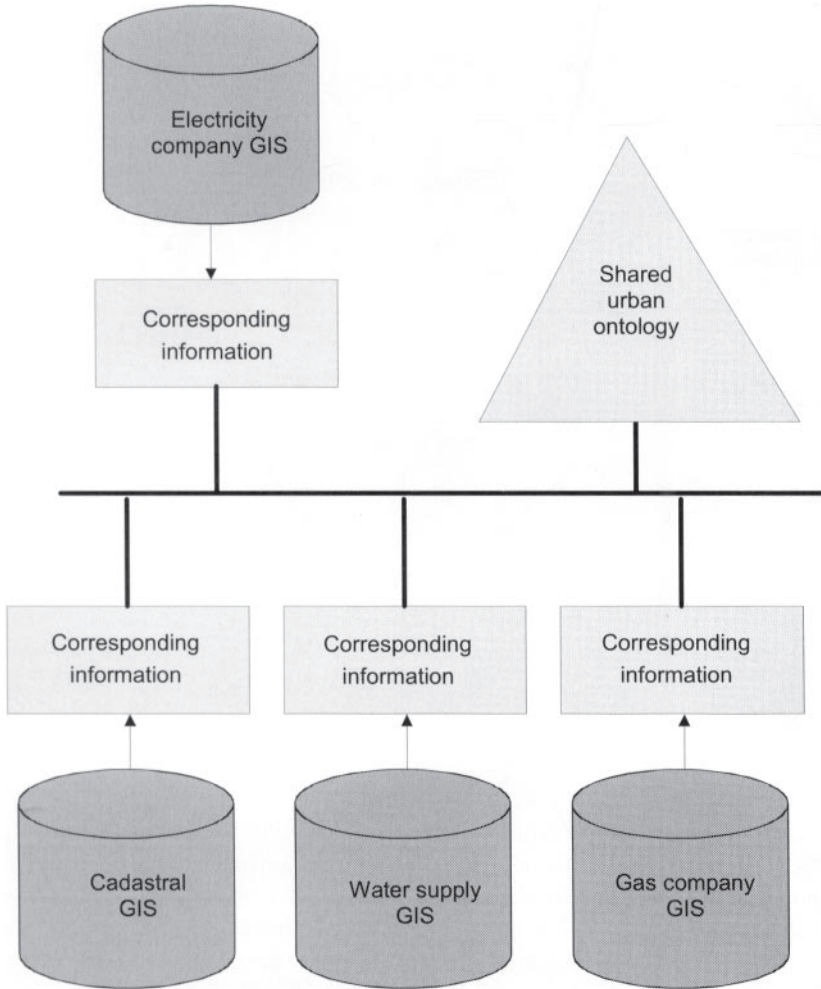 Electricity
company GIS
Shared
urban
ontology
Corresponding
information
Corresponding
information
Corresponding
information
Corresponding
information
Cadastral
GIS
Water supply
GIS
Gas company
GIS